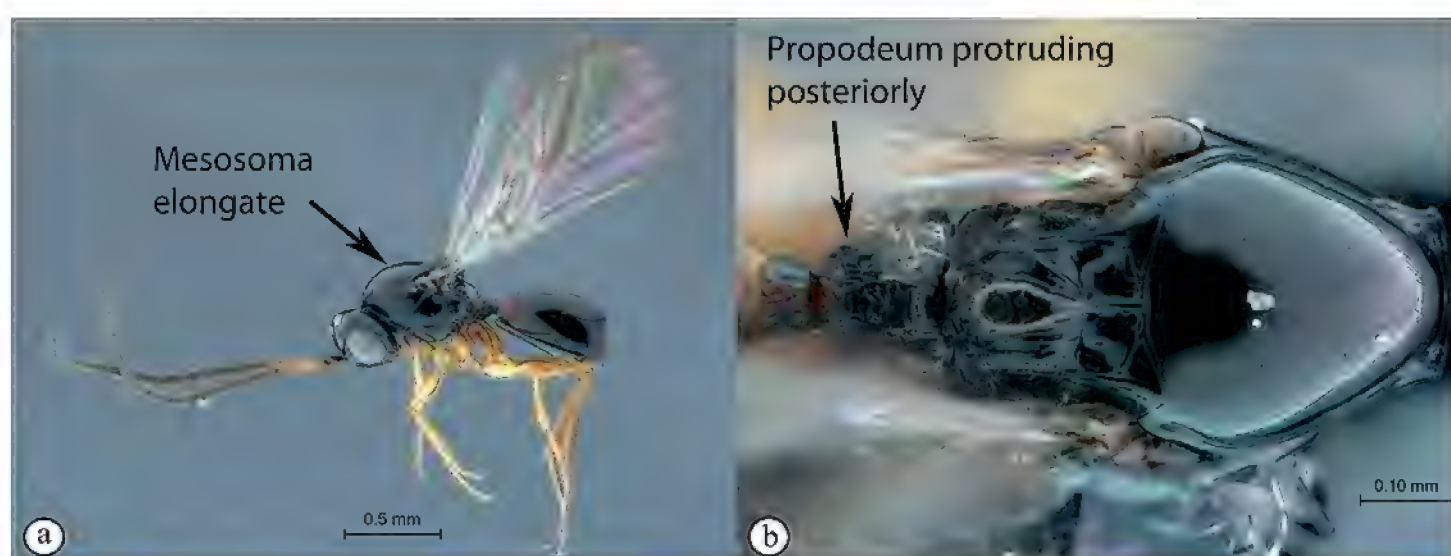 Mesosoma
elongate
0.5 mm
a
Propodeum protruding
posteriorly
0.10 mm
b